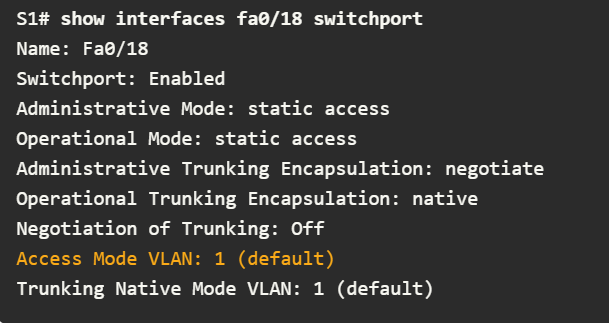 S1# show interfaces fa0/18 switchport
Name: Fa0/18
Switchport: Enabled
Administrative Mode: static access
Operational Mode: static access
Administrative Trunking Encapsulation: negotiate
Operational Trunking Encapsulation: native
Negotiation of Trunking: Off
Access Mode VLAN: 1 (default)
Trunking Native Mode VLAN: 1 (default)